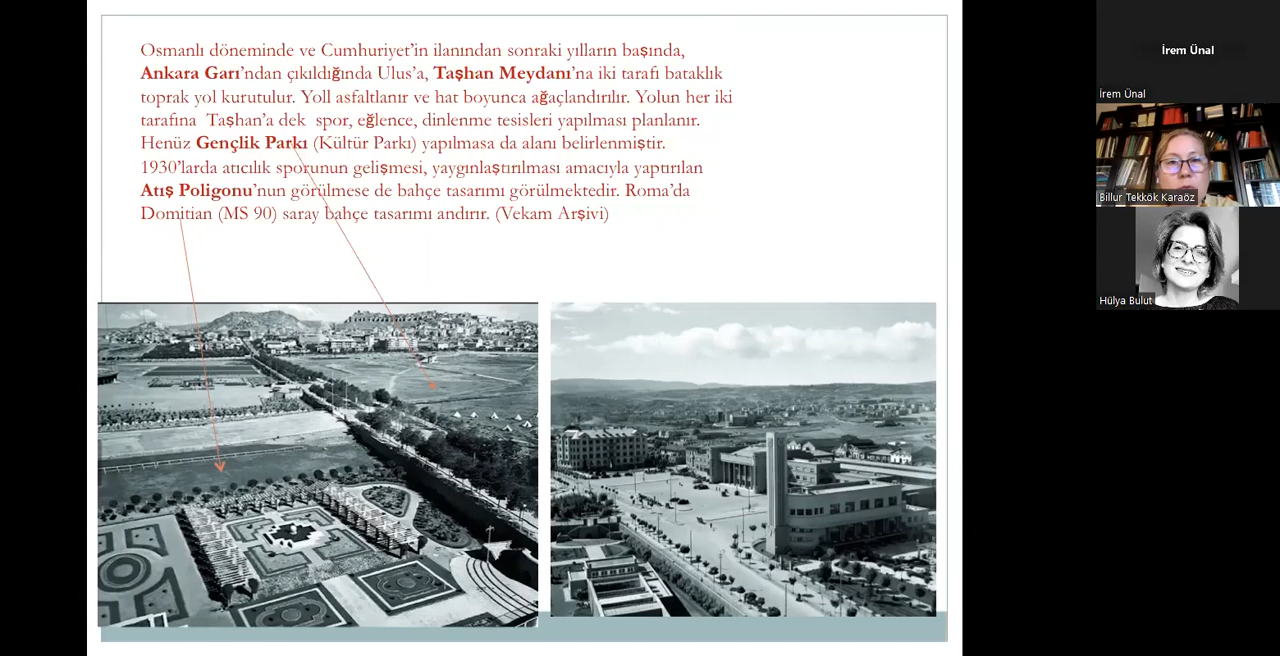 Osmanlı döneminde ve Cumhuriyet’in ilanından sonraki yılların başında,
Ankara Garı’ndan çıkıldığında Ulus’a, Taşhan Meydanı’na iki tarafı bataklık
toprak yol kurutulur. Yoll asfaltlanır ve hat boyunca ağaçlandırılır. Yolun her iki
tarafına Taşhan’a dek spor, eğlence, dinlenme tesisleri yapılması planlanır.
Henüz Gençlik Parkı (Kültür Parkı) yapılmasa da alanı belirlenmiştir.
1930’larda atıcılık sporunun gelişmesi, yaygınlaştırılması amacıyla yaptırılan
Atış Poligonu’nun görülmese de bahçe tasarımı görülmektedir. Roma’da
Domitian (MS 90) saray bahçe tasarımı andırır. (Vekam Arşivi)
İrem Ünal
İrem Ünal
Billur Tekkök Karaöz
Hülya Bulut